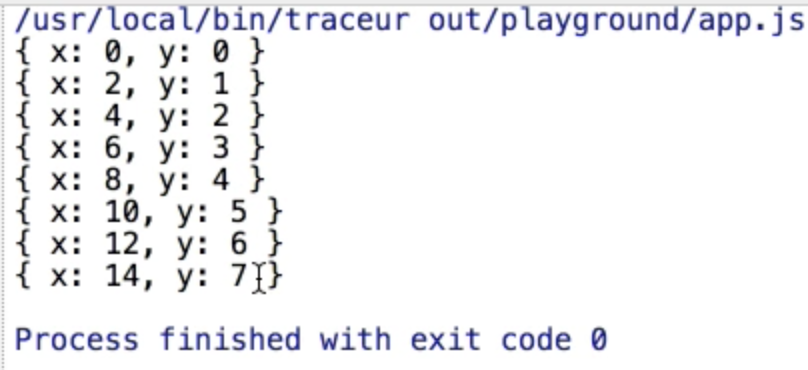 /usr/local/bin/traceur out/playground/app.js
{ x: 0, y: 0 }
{ x: 2, y: 1 }
{ x: 4, y: 2 }
{ x: 6, y: 3 }
{ x: 8, y: 4 }
{ x: 10, y: 5 }
{ x: 12, y: 6 }
{ x: 14, y: 7 }
Process finished with exit code 0